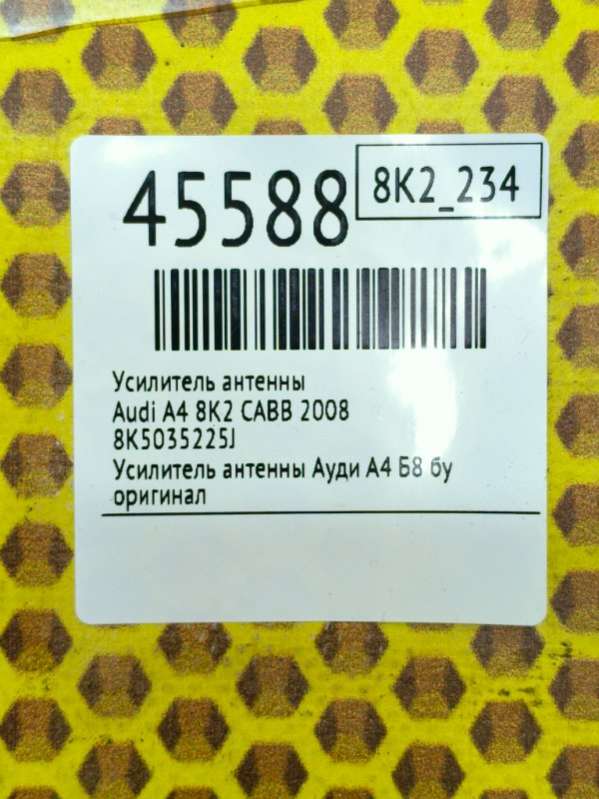 45588
8K2_234
Усилитель антенны
Audi A4 8K2 CABB 2008
8K5035225J
Усилитель антенны Ауди А4 Б8 бу
оригинал